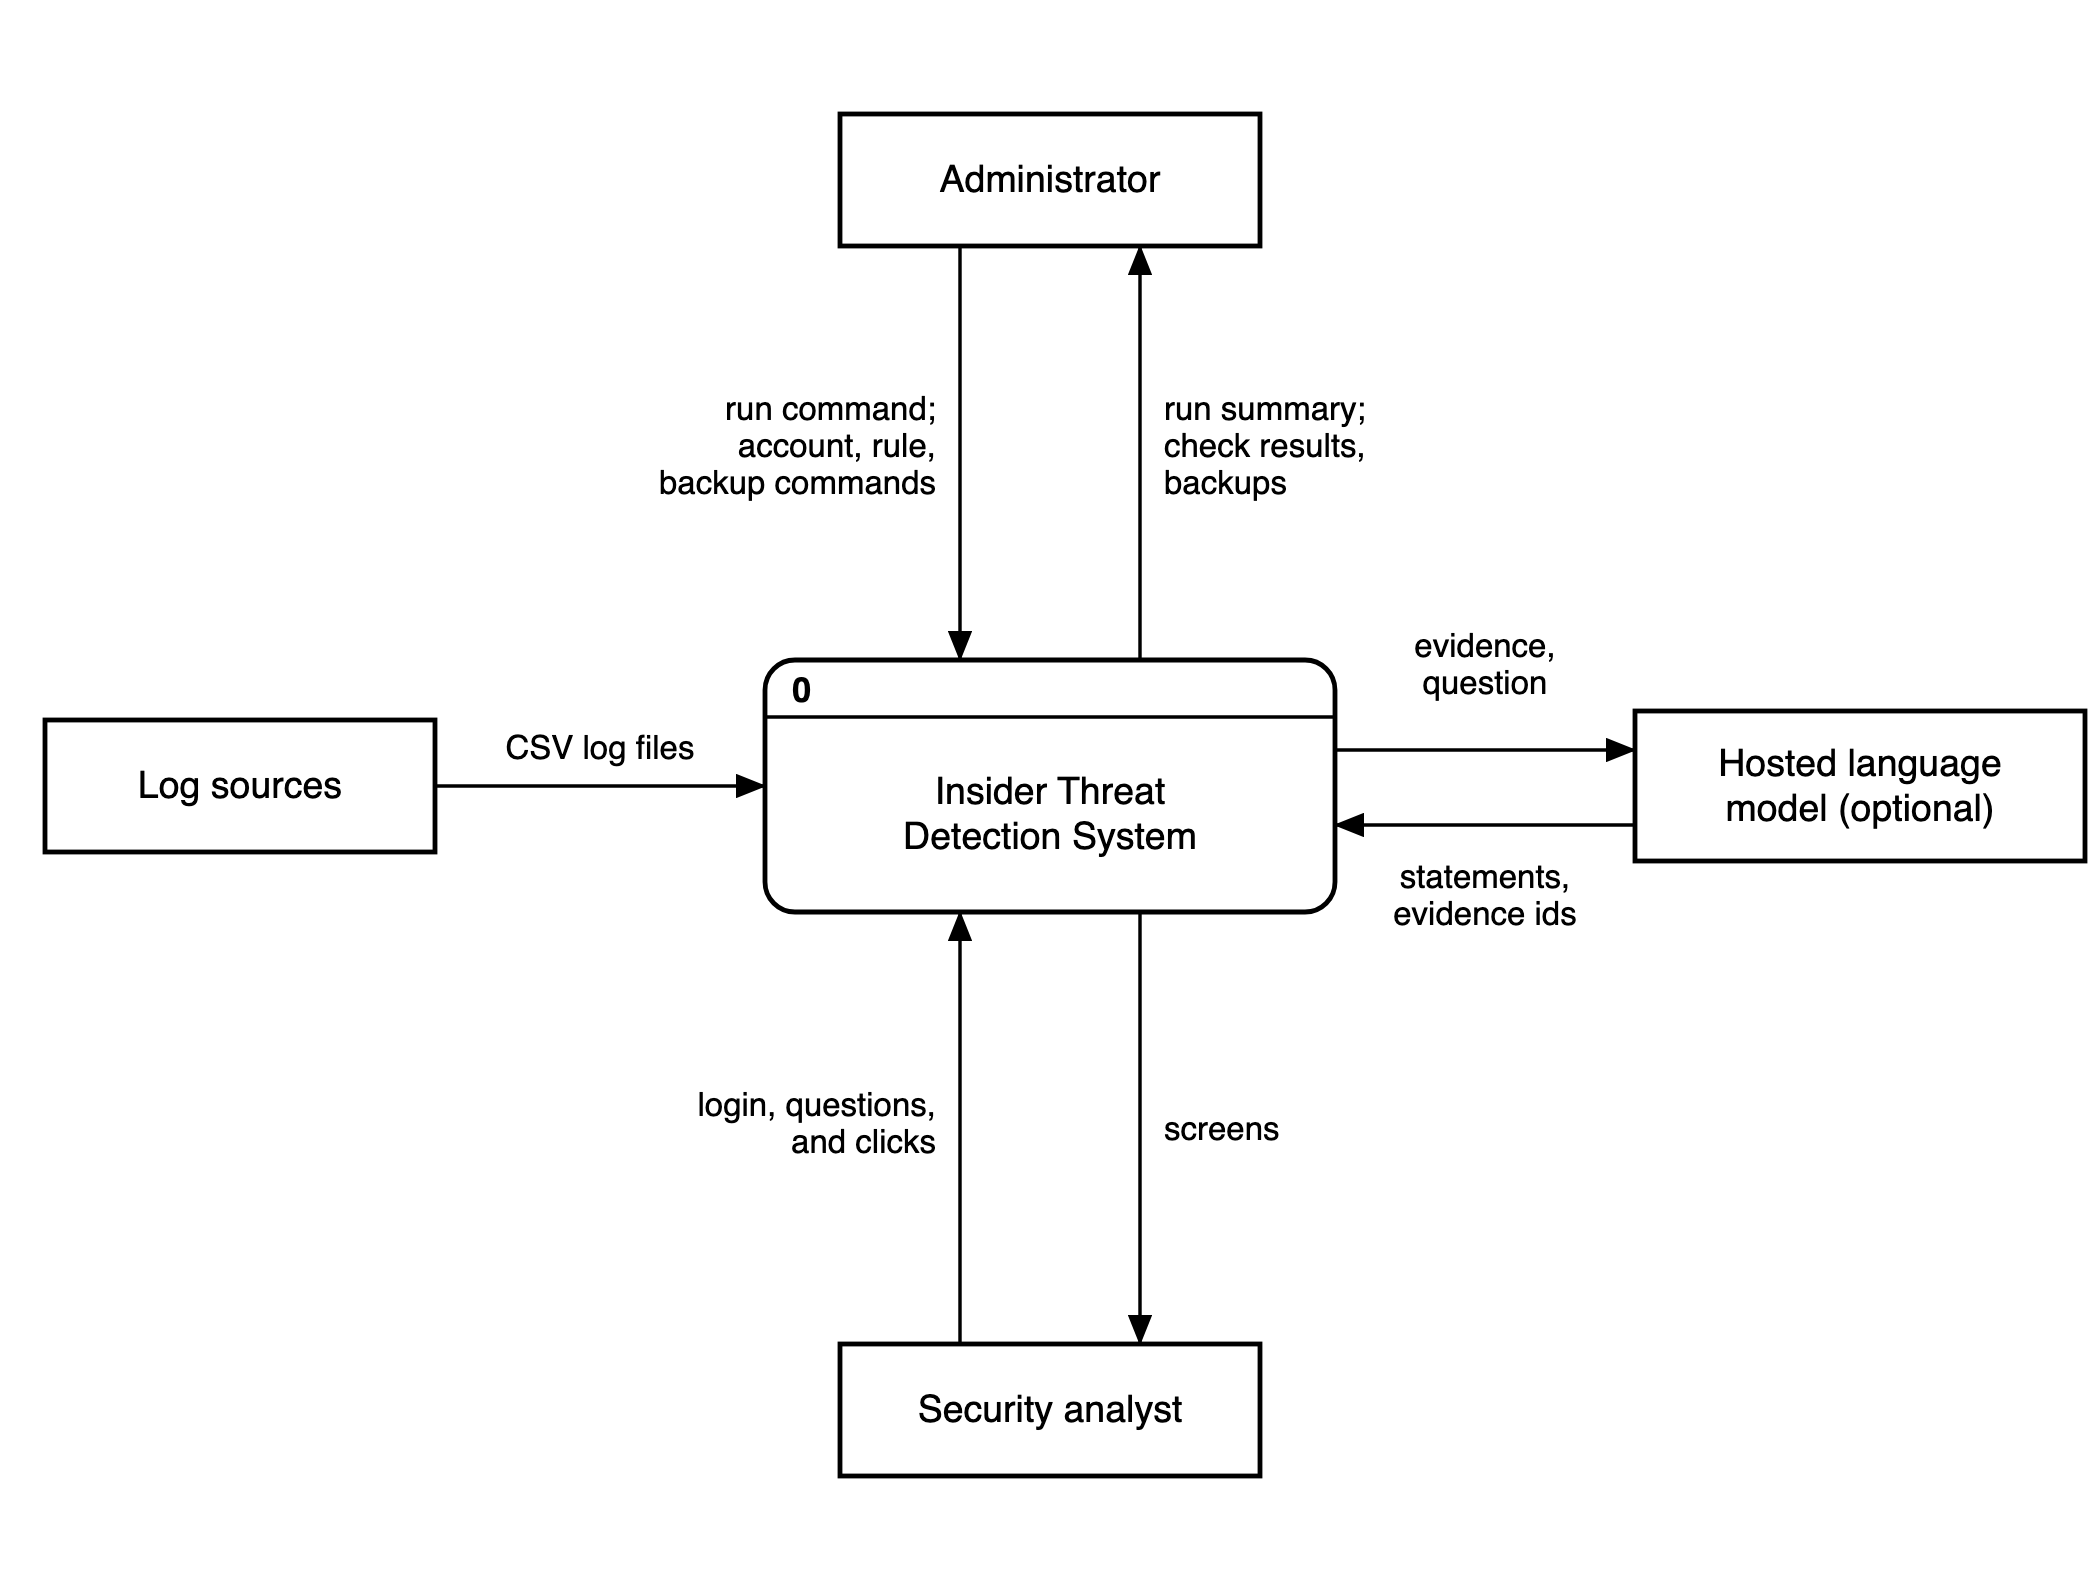 Administrator
run command;
account, rule,
backup commands
run summary;
check results,
backups
evidence,
question
0
CSV log files
Log sources
Insider Threat
Detection System
Hosted language
model (optional)
statements,
evidence ids
login, questions,
and clicks
screens
Security analyst